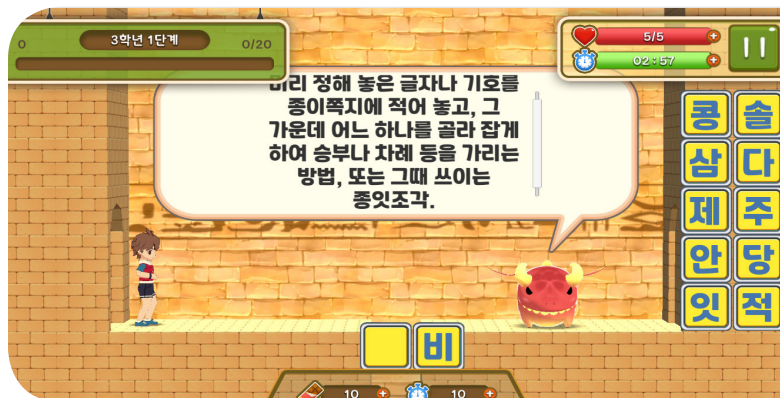 0
3학년 1단계
0/20
5/5
02:57
미리 정해 놓은 글자나 기호를
종이쪽지에 적어 놓고, 그
가운데 어느 하나를 골라 잡게
하여 승부나 차례 등을 가리는
방법, 또는 그때 쓰이는
종잇조각.
콩 솔
삼 다
제 주
안 당
잇 적
비
10
10